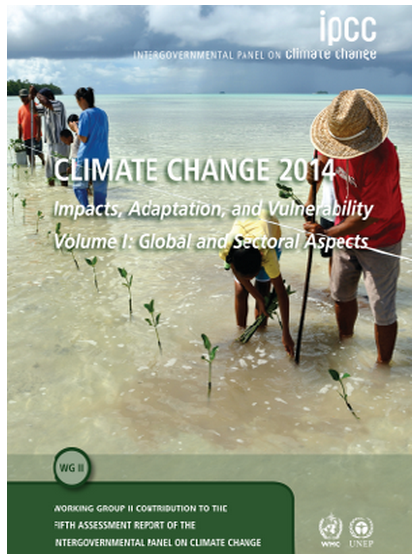 ipcc
INTERGOVERNMENTAL PANEL ON climate change
CLIMATE CHANGE 2014
Impacts, Adaptation, and Vulnerability
Volume I: Global and Sectoral Aspects
WG II
WORKING GROUP II CONTRIBUTION TO THE
FIFTH ASSESSMENT REPORT OF THE
INTERGOVERNMENTAL PANEL ON CLIMATE CHANGE
WMO UNEP